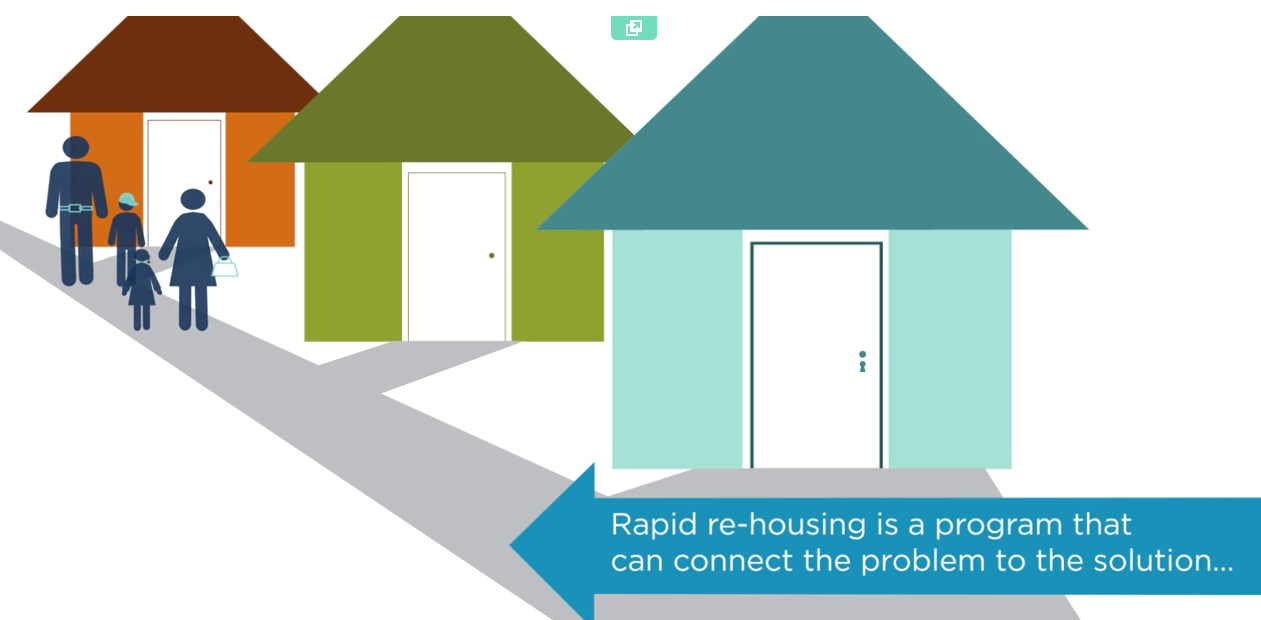 Rapid re-housing is a program that
can connect the problem to the solution...